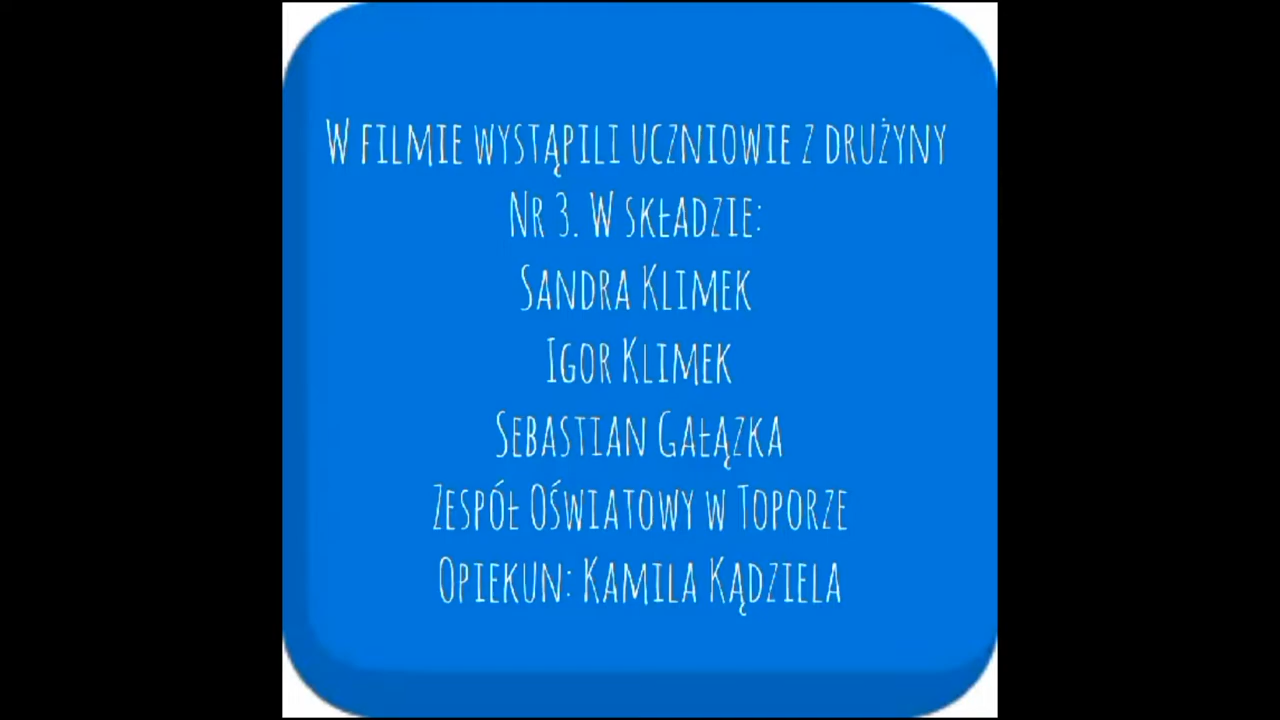 W filmie wystąpili uczniowie z drużyny
Nr 3. W składzie:
Sandra Klimek
Igor Klimek
Sebastian Gałązka
Zespół Oświatowy w Toporze
Opiekun: Kamila Kądziela